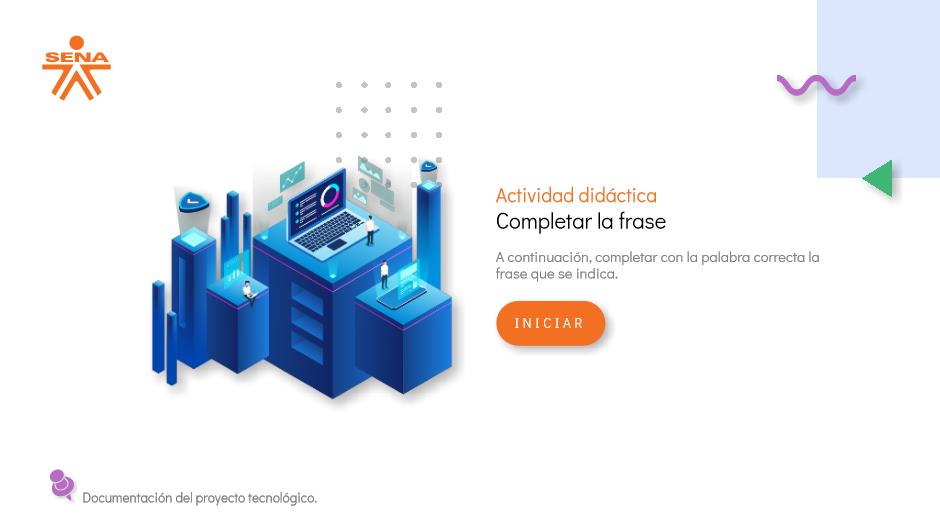 SENA
Actividad didáctica
Completar la frase
A continuación, completar con la palabra correcta la
frase que se indica.
INICIAR
Documentación del proyecto tecnológico.